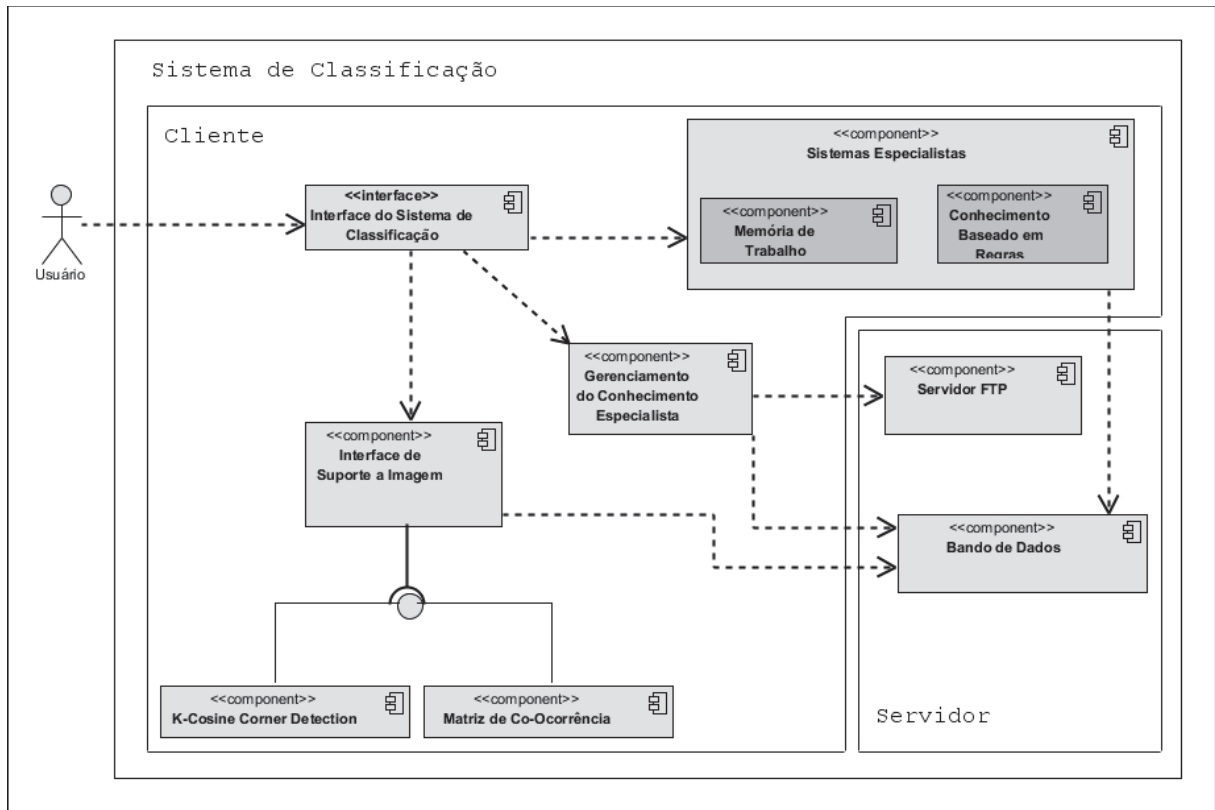 Sistema de Classificação
Cliente
<<component>>
Sistemas Especialistas
<<component>>
Memória de
Trabalho
<<component>>
Conhecimento
Baseado em
Regras
<<interface>>
Interface do Sistema de
Classificação
Usuário
<<component>>
Gerenciamento
do Conhecimento
Especialista
<<component>>
Servidor FTP
<<component>>
Interface de
Suporte a Imagem
<<component>>
Bando de Dados
<<component>>
K-Cosine Corner Detection
<<component>>
Matriz de Co-Ocorrência
Servidor